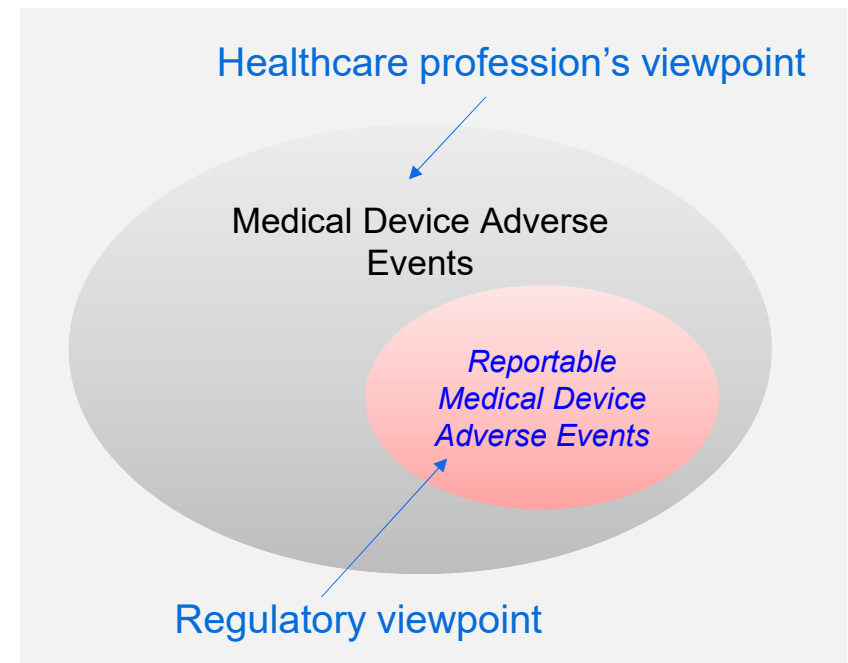 Healthcare profession’s viewpoint
Medical Device Adverse
Events
Reportable
Medical Device
Adverse Events
Regulatory viewpoint